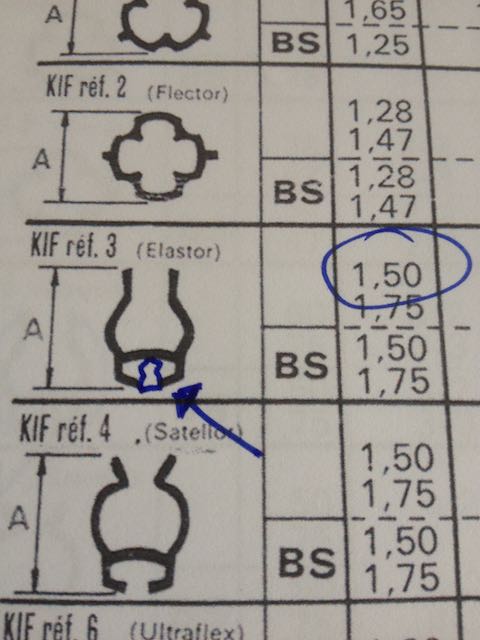 A
1,65
BS
1,25
KIF réf. 2 (Flector)
A
1,28
1,47
BS
1,28
1,47
KIF réf. 3 (Elastor)
A
1,50
1,75
BS
1,50
1,75
KIF réf. 4 .(Satellor)
A
1,50
1,75
BS
1,50
1,75
KIF réf. 6 (Ultraflex)